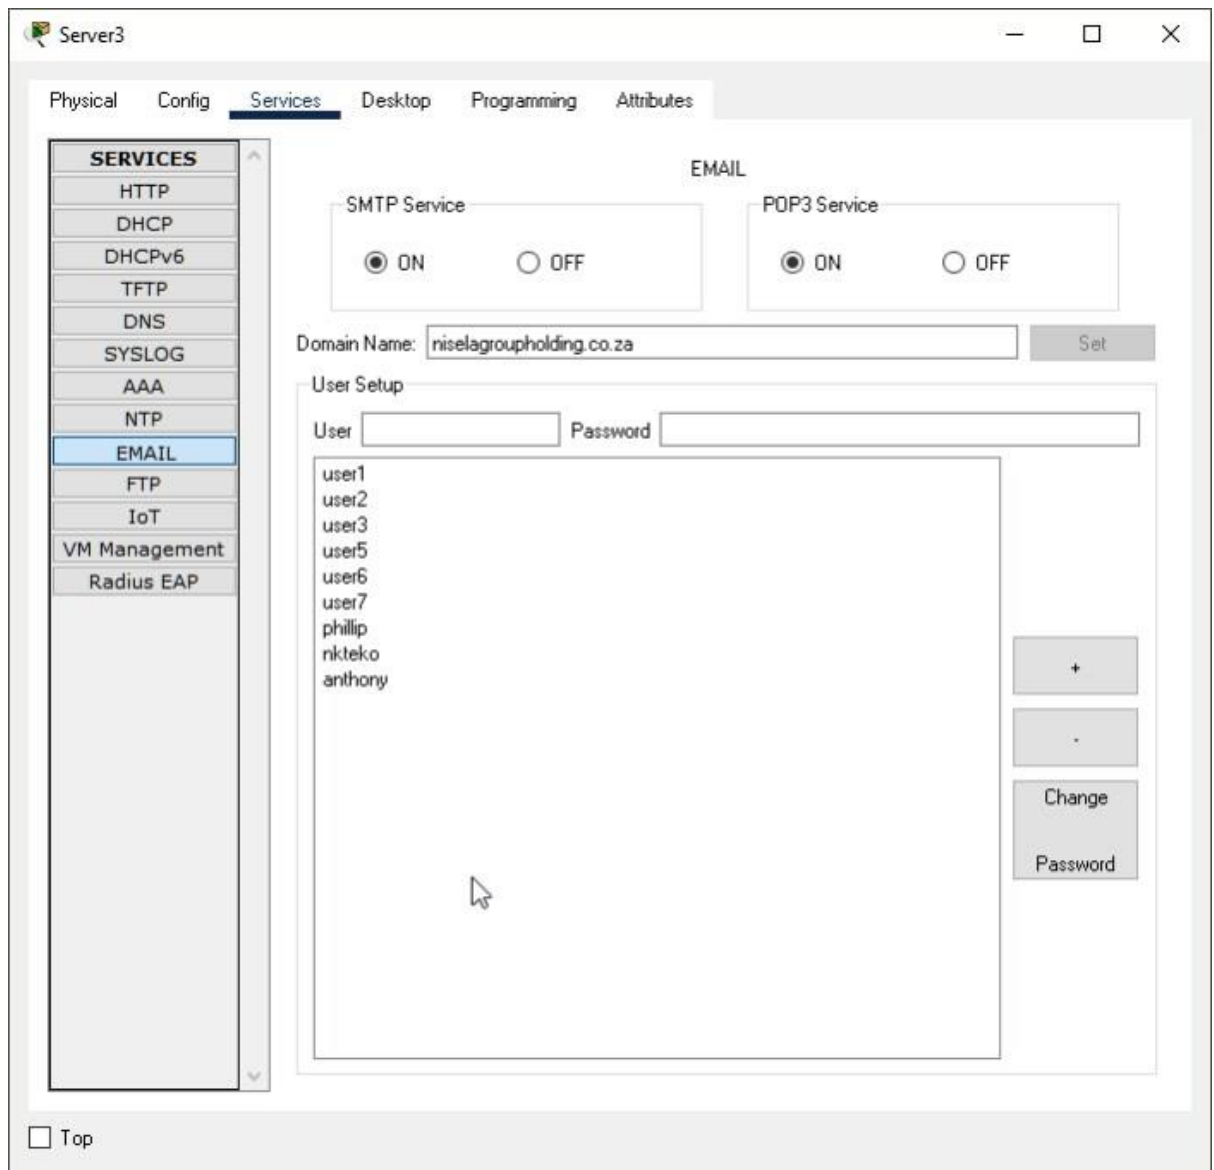 Server3
Physical Config Services Desktop Programming Attributes
SERVICES
HTTP
DHCP
DHCPv6
TFTP
DNS
SYSLOG
AAA
NTP
EMAIL
FTP
IoT
VM Management
Radius EAP
EMAIL
SMTP Service
ON OFF
POP3 Service
ON OFF
Domain Name: niselagroupholding.co.za Set
User Setup
User Password
user1
user2
user3
user5
user6
user7
phillip
nkteko
anthony
+
-
Change
Password
Top